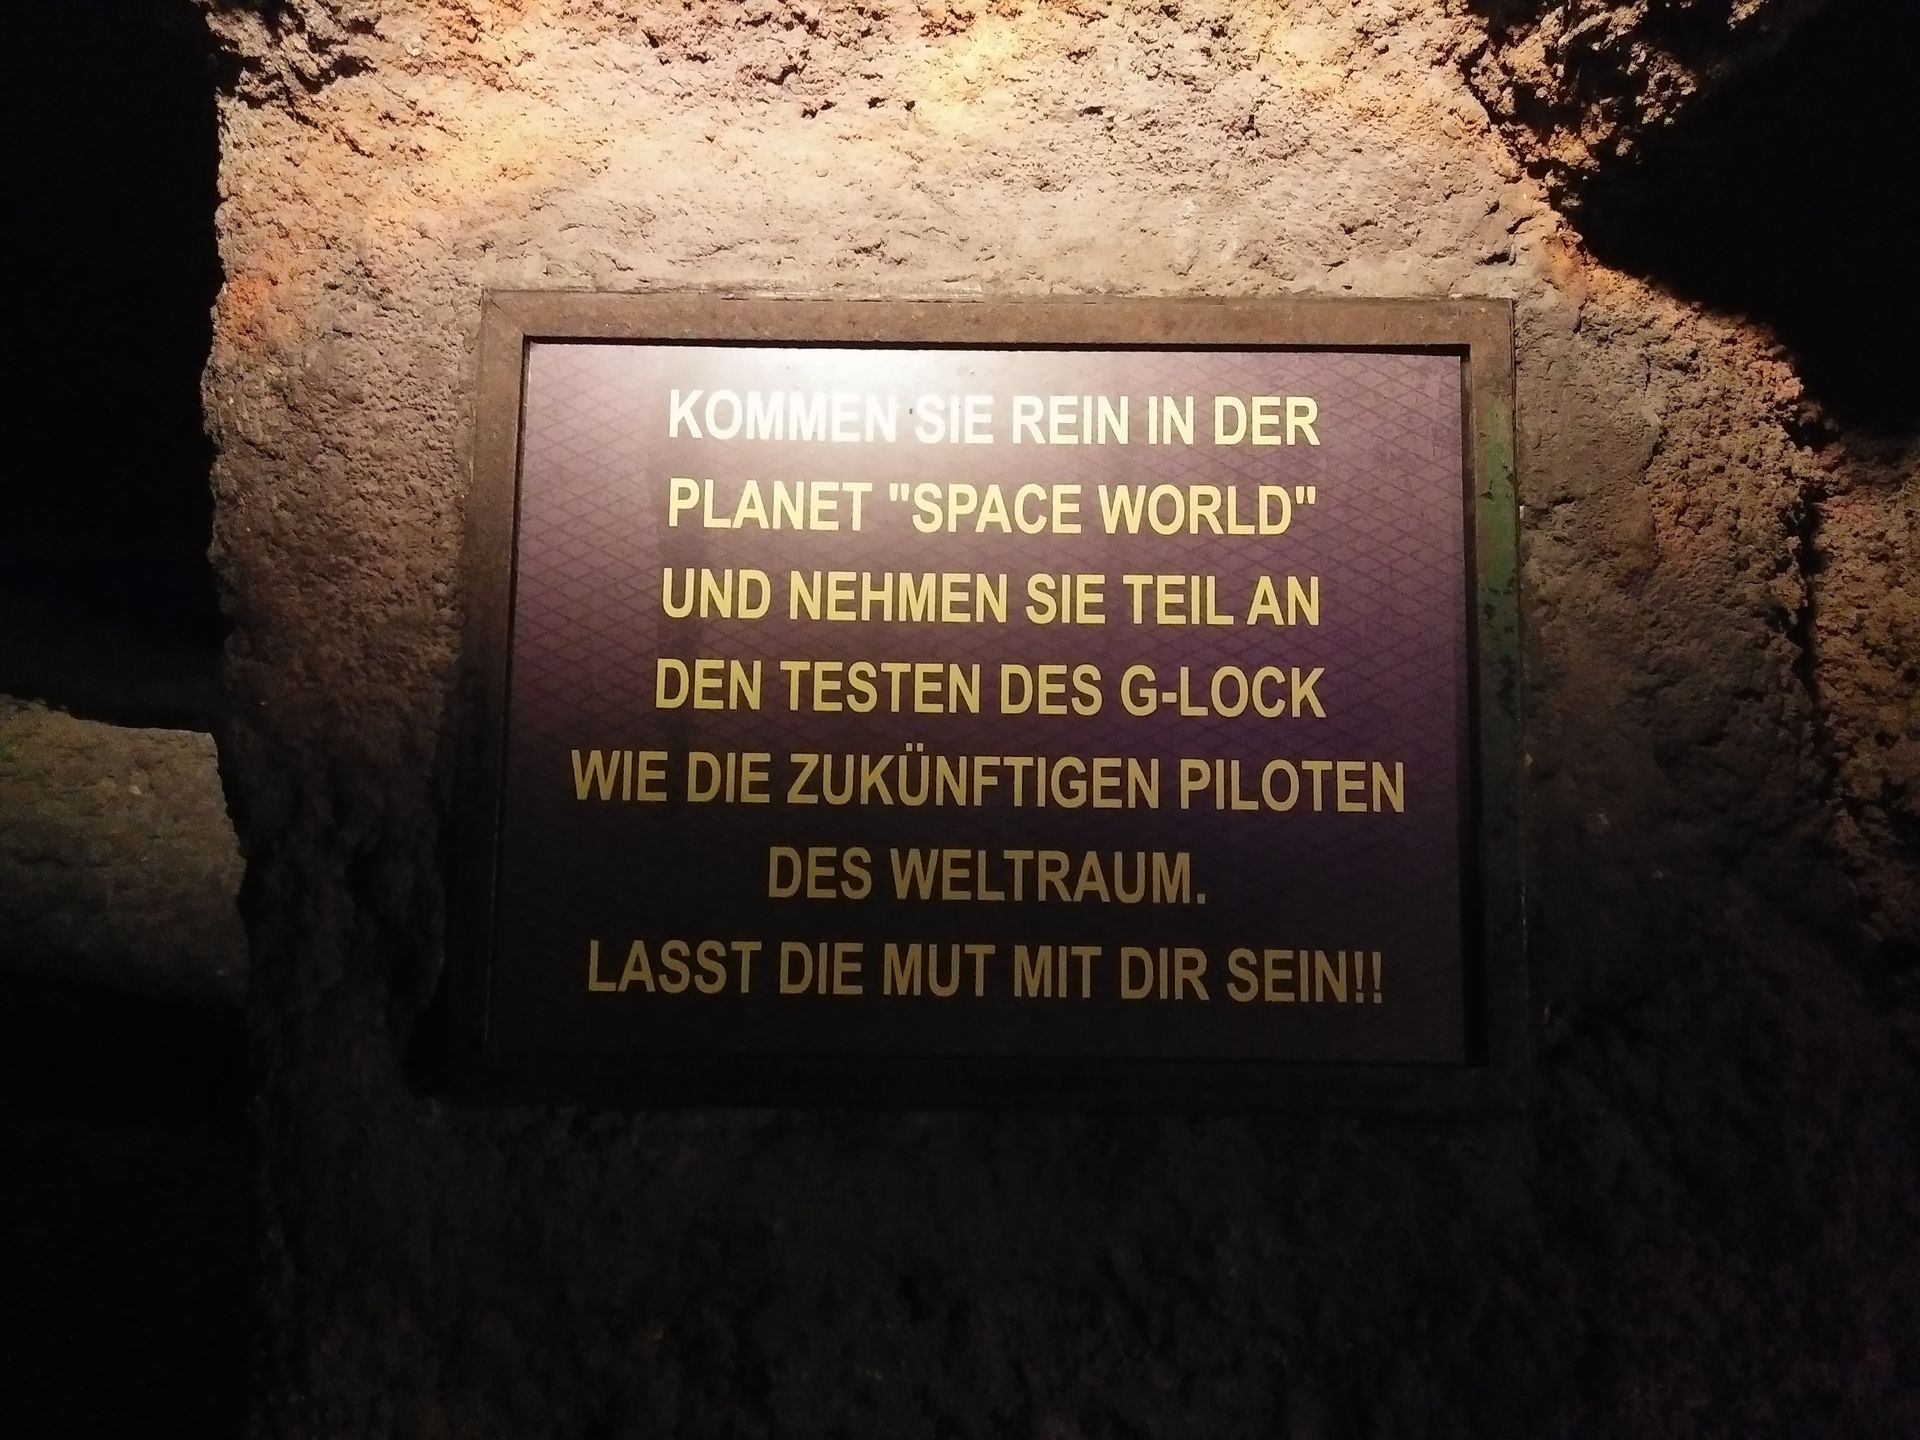 KOMMEN SIE REIN IN DER
PLANET "SPACE WORLD"
UND NEHMEN SIE TEIL AN
DEN TESTEN DES G-LOCK
WIE DIE ZUKÜNFTIGEN PILOTEN
DES WELTRAUM.
LASST DIE MUT MIT DIR SEIN!!